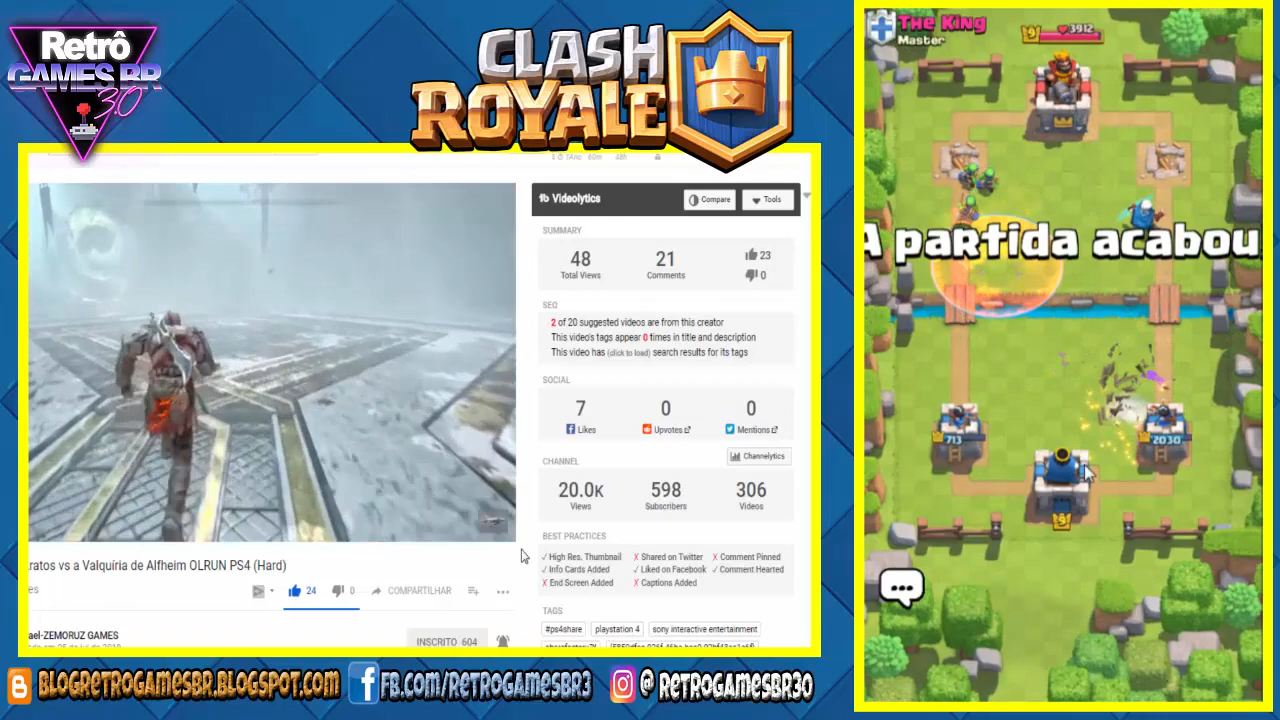 Retrô
GAMES BR
3.0
CLASH
ROYALE
The King
Master
9
3912
A partida acabou
713
2030
9
...
Videolytics
Compare
Tools
SUMMARY
48
Total Views
21
Comments
23
0
SEO
2 of 20 suggested videos are from this creator
This video's tags appear 0 times in title and description
This video has (click to load) search results for its tags
SOCIAL
7
Likes
0
Upvotes
0
Mentions
Channelytics
CHANNEL
20.0K
Views
598
Subscribers
306
Videos
BEST PRACTICES
✓ High Res. Thumbnail
✗ Shared on Twitter
✗ Comment Pinned
✓ Info Cards Added
✓ Liked on Facebook
✓ Comment Hearted
✗ End Screen Added
✗ Captions Added
TAGS
#ps4share
playstation 4
sony interactive entertainment
ratos vs a Valquíria de Alfheim OLRUN PS4 (Hard)
es
24
0
COMPARTILHAR
ael-ZEMORUZ GAMES
INSCRITO 604
BLOGRETROGAMESBR.BLOGSPOT.COM
FB.COM/RETROGAMESBR3
@RETROGAMESBR30